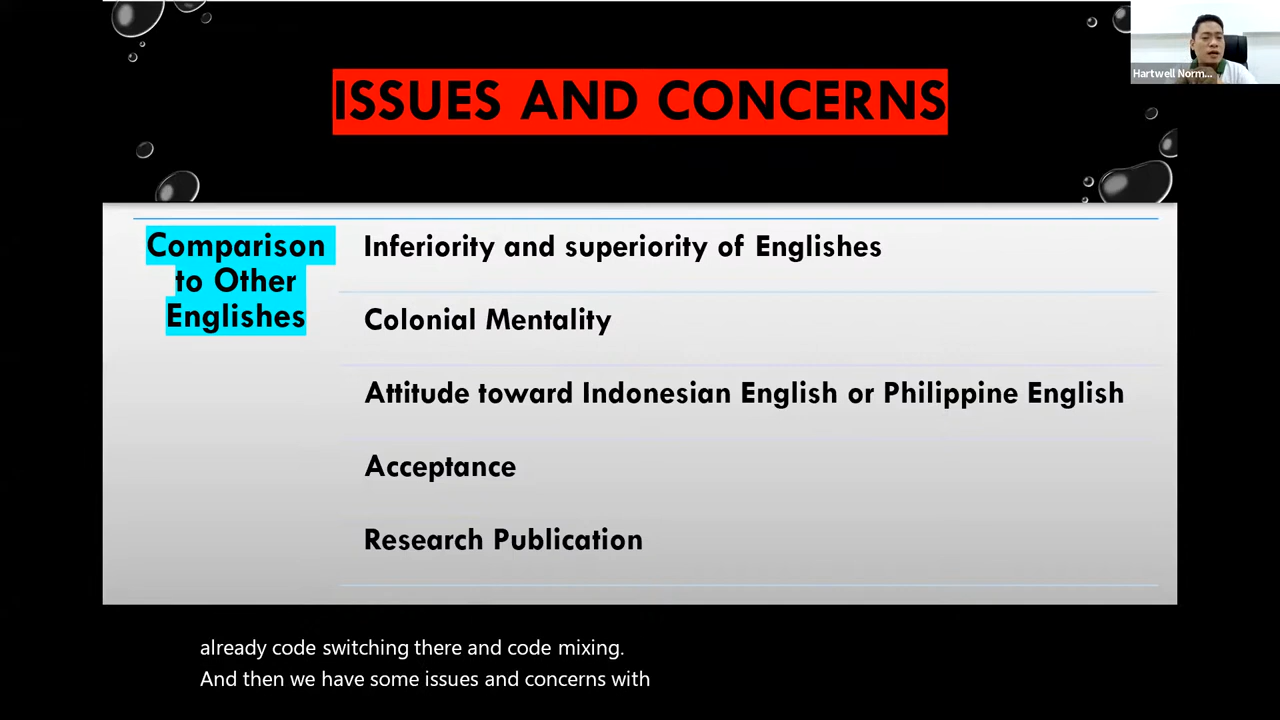 Hartwell Norm...
ISSUES AND CONCERNS
Comparison
to Other
Englishes
Inferiority and superiority of Englishes
Colonial Mentality
Attitude toward Indonesian English or Philippine English
Acceptance
Research Publication
already code switching there and code mixing.
And then we have some issues and concerns with